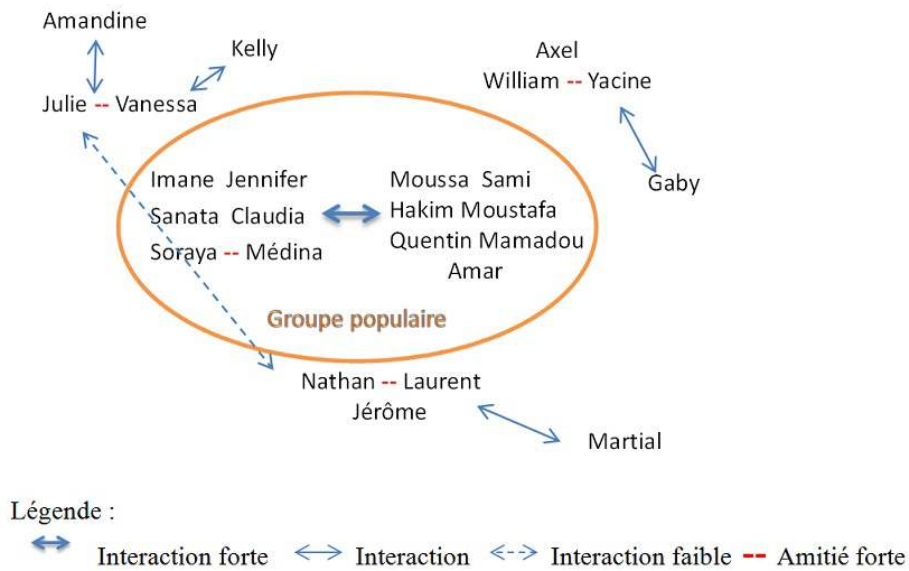 Amandine
Kelly
Axel
Julie -- Vanessa
William -- Yacine
Gaby
Imane Jennifer
Sanata Claudia
Soraya -- Médina
Moussa Sami
Hakim Moustafa
Quentin Mamadou
Amar
Groupe populaire
Nathan -- Laurent
Jérôme
Martial
Légende :
Interaction forte Interaction Interaction faible -- Amitié forte